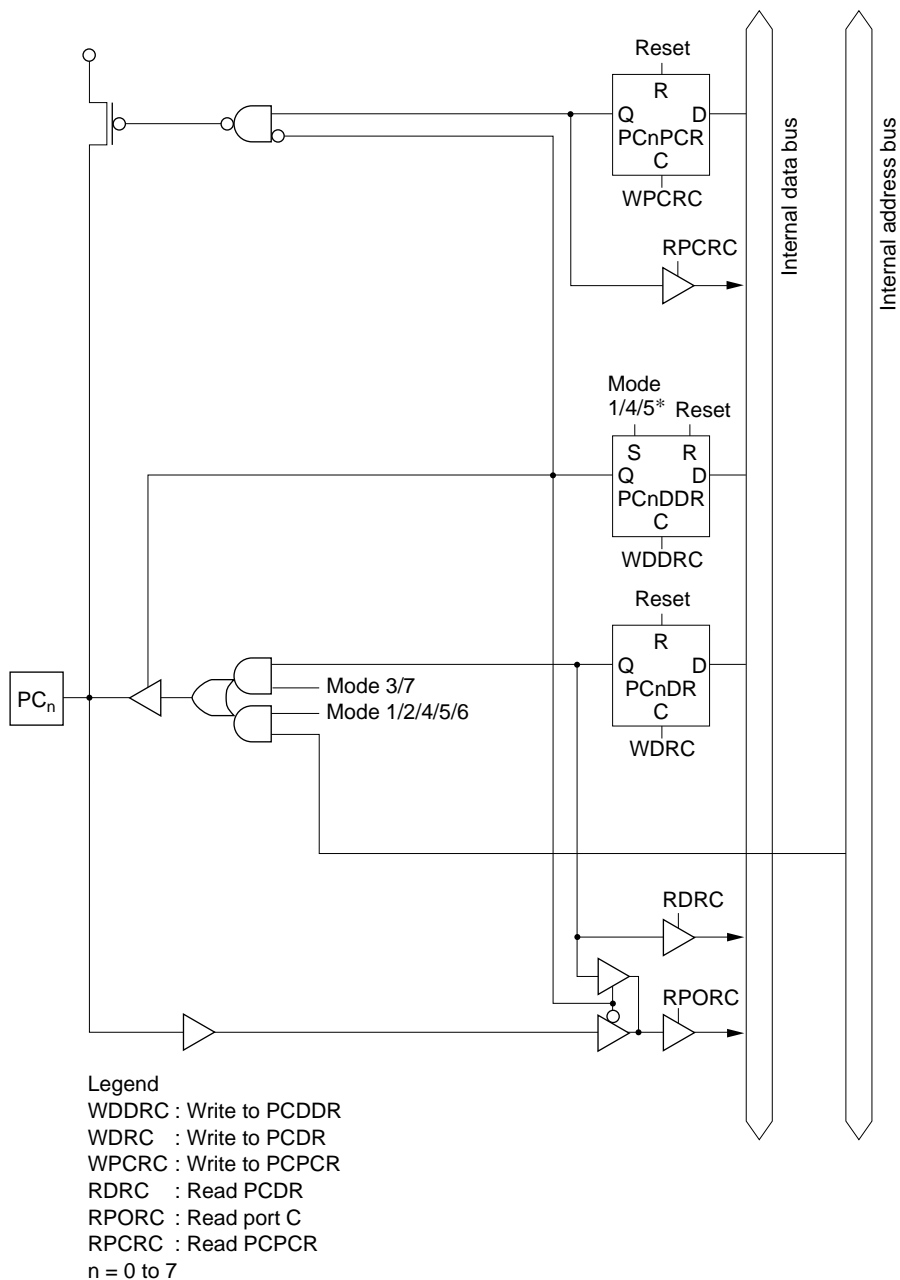 Reset
R
Q D
PCnPCR
C
WPCRC
RPCRC
Internal data bus
Internal address bus
Mode
1/4/5* Reset
S R
Q D
PCnDDR
C
WDDRC
Reset
R
Q D
PCnDR
C
WDRC
PCn
Mode 3/7
Mode 1/2/4/5/6
RDRC
RPORC
Legend
WDDRC : Write to PCDDR
WDRC : Write to PCDR
WPCRC : Write to PCPCR
RDRC : Read PCDR
RPORC : Read port C
RPCRC : Read PCPCR
n = 0 to 7